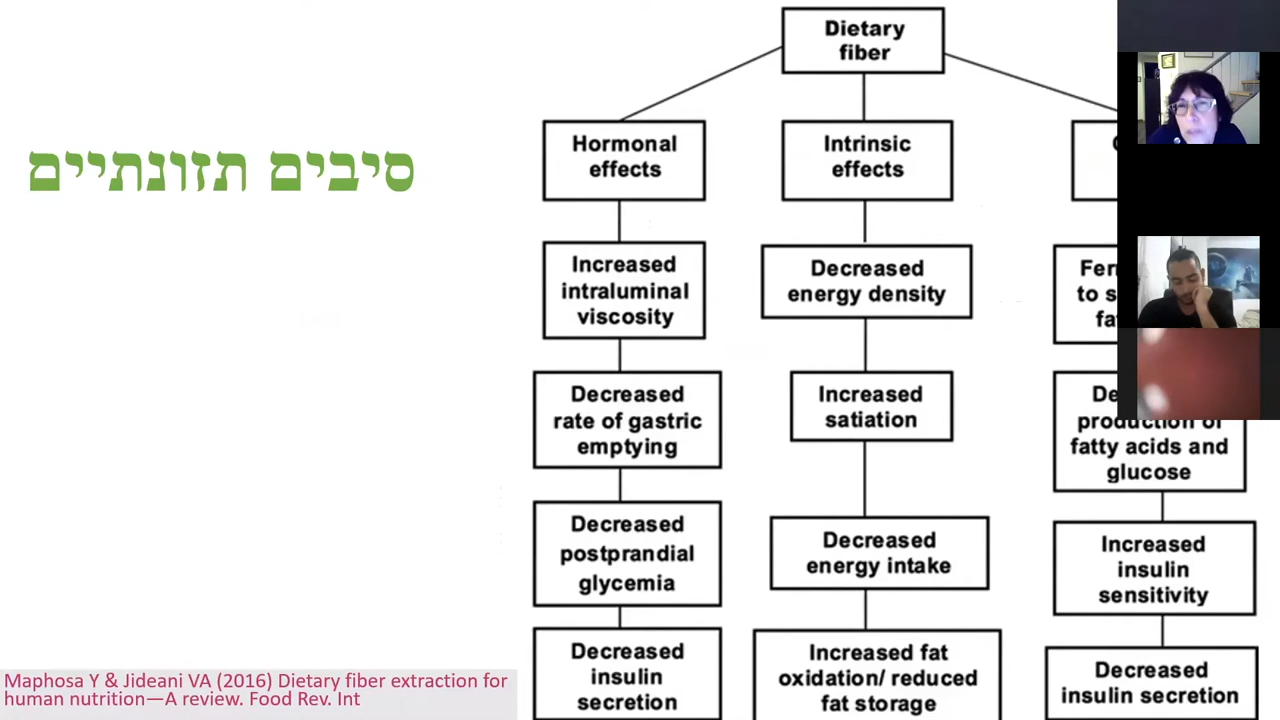 סיבים תזונתיים
Dietary
fiber
Hormonal
effects
Increased
intraluminal
viscosity
Decreased
rate of gastric
emptying
Decreased
postprandial
glycemia
Decreased
insulin
secretion
Intrinsic
effects
Decreased
energy density
Increased
satiation
Decreased
energy intake
Increased fat
oxidation/ reduced
fat storage
to
production of
fatty acids and
glucose
Increased
insulin
sensitivity
Decreased
insulin secretion
Maphosa Y & Jideani VA (2016) Dietary fiber extraction for
human nutrition—A review. Food Rev. Int